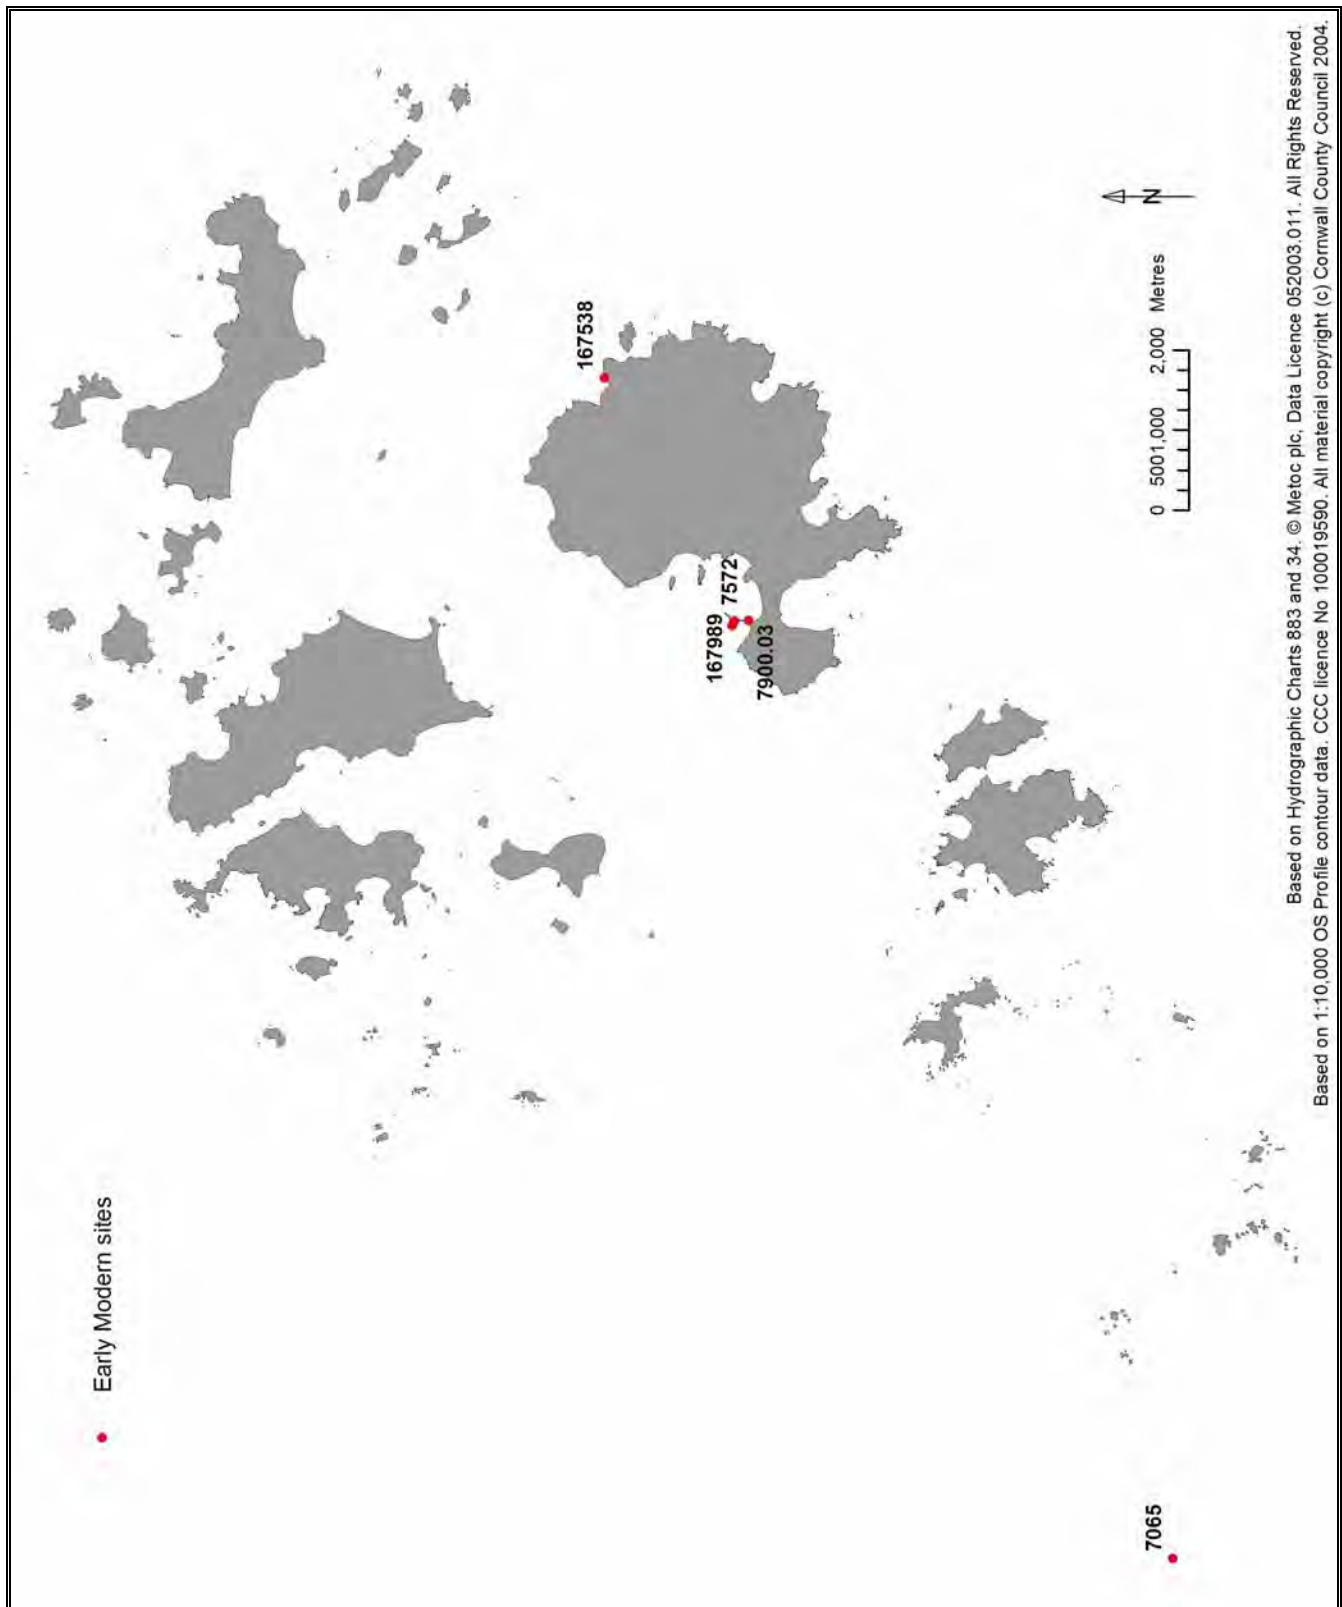 Early Modern sites
167538
167989
7572
7900.03
7065
N
0 5001,000 2,000 Metres
Based on Hydrographic Charts 883 and 34. © Metoc plc, Data Licence 052003.011. All Rights Reserved.
Based on 1:10,000 OS Profile contour data. CCC licence No 100019590. All material copyright (c) Cornwall County Council 2004.